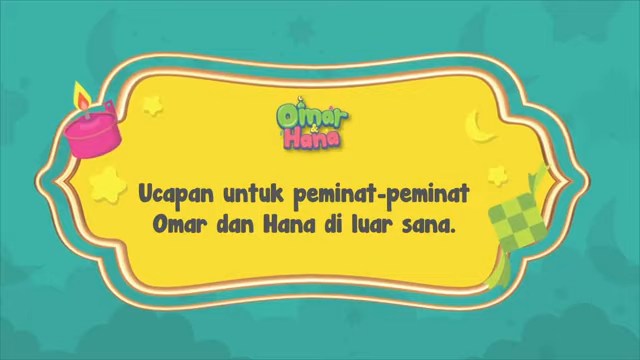 Omar
&
Hana
Ucapan untuk peminat-peminat
Omar dan Hana di luar sana.